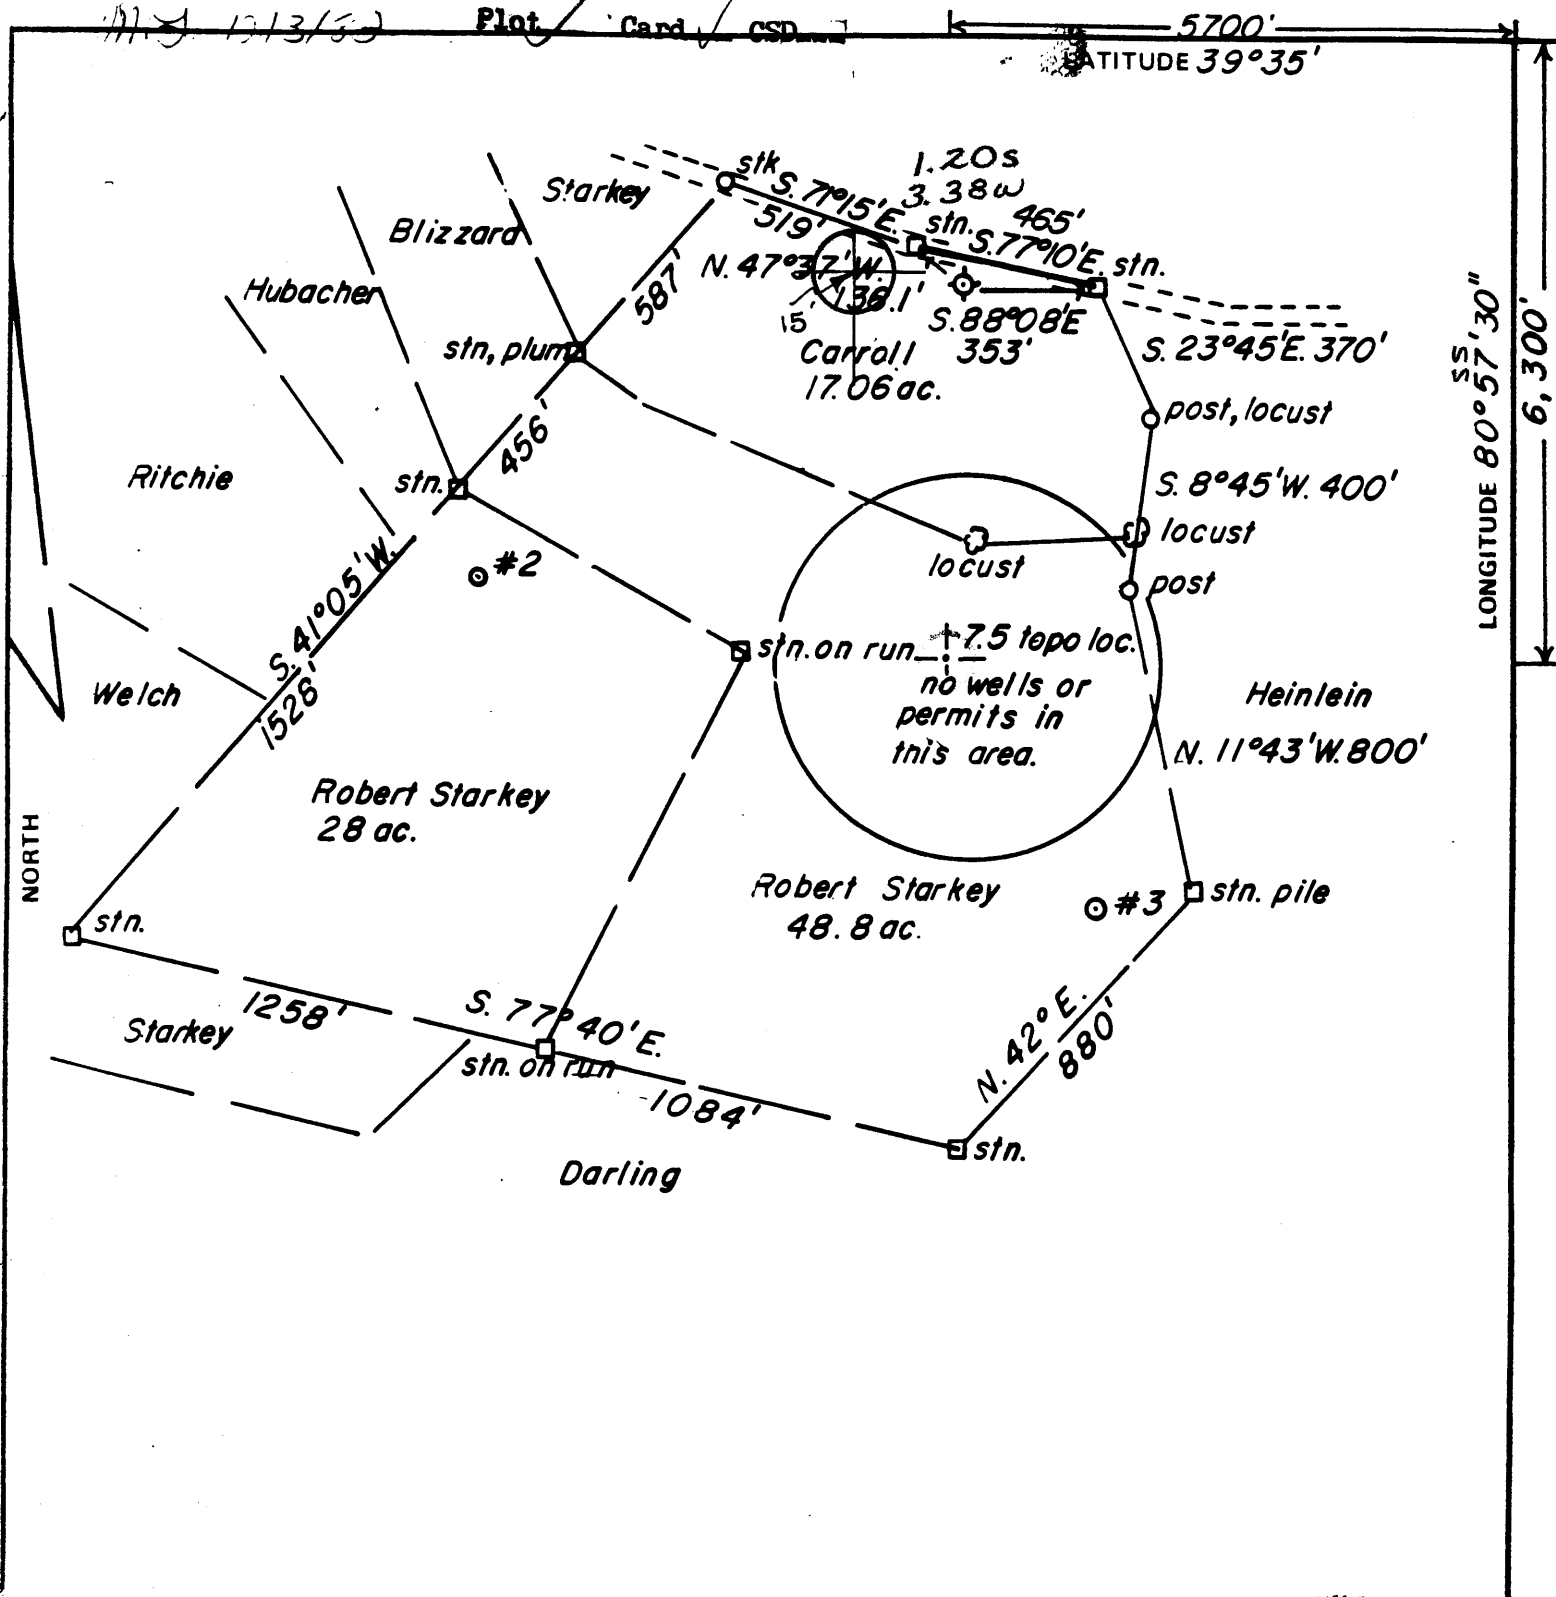 Plot Card CSD
5700'
LATITUDE 39°35'
stk
S. 71°15'E.
519'
1.20s
3.38w
stn.
465'
S.77°10'E.
stn.
Starkey
Blizzard
Hubacher
587'
N. 47°37'W.
138.1'
15'
S.88°08'E
353'
Carroll
17.06 ac.
S. 23°45'E. 370'
stn, plum
456'
post, locust
S. 8°45'W. 400'
Ritchie
stn.
locust
locust
post
#2
S. 41°05'W.
1528'
stn. on run
7.5 topo loc.
no wells or
permits in
this area.
Welch
Heinlein
N. 11°43'W. 800'
LONGITUDE 80°57'30"
SS
6,300'
NORTH
Robert Starkey
28 ac.
Robert Starkey
48.8 ac.
#3
stn. pile
stn.
1258'
S. 77°40'E.
Starkey
stn. on run
1084'
N. 42° E.
880'
stn.
Darling